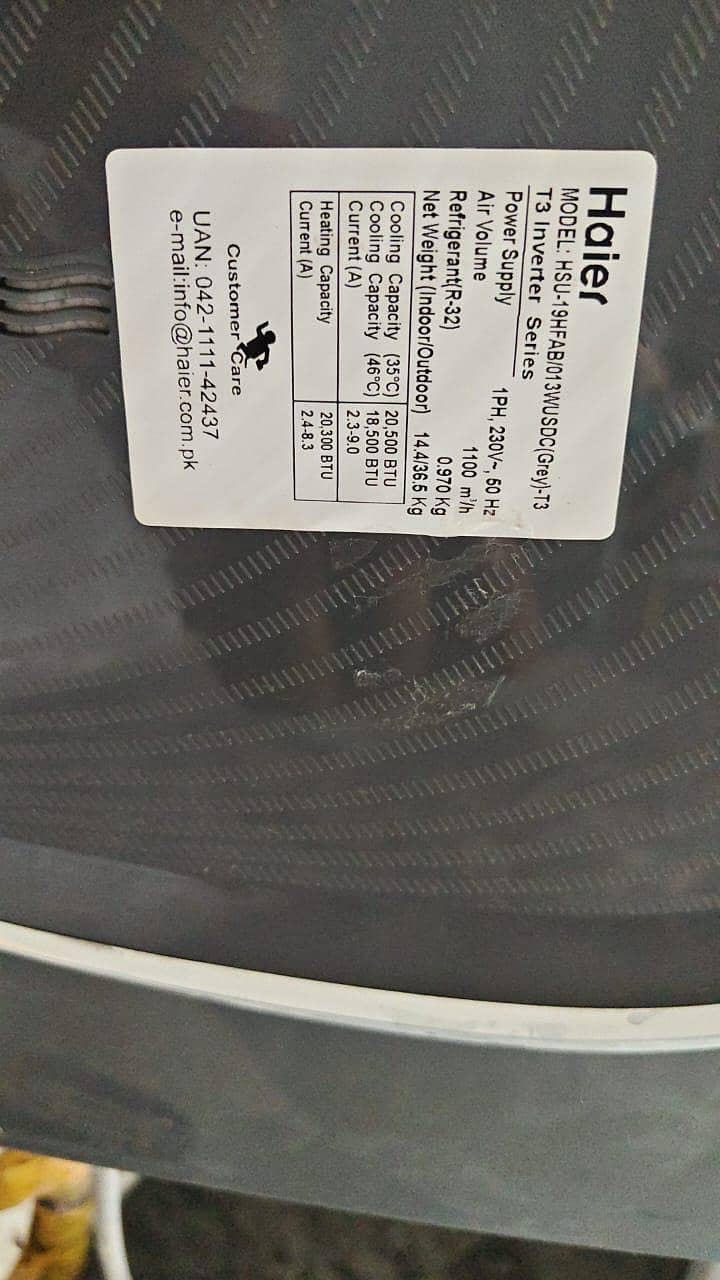 Haier
MODEL: HSU-19HFAB/013WUSDC(Grey)-T3
T3 Inverter Series
Power Supply 1PH, 230V~, 50 Hz
Air Volume 1100 m³/h
Refrigerant(R-32) 0.970 Kg
Net Weight (Indoor/Outdoor) 14.4/36.5 Kg
Cooling Capacity (35°C) 20,500 BTU
Cooling Capacity (46°C) 18,500 BTU
Current (A) 2.3-9.0
Heating Capacity 20,300 BTU
Current (A) 2.4-8.3
Customer Care
UAN: 042-1111-42437
e-mail:info@haier.com.pk